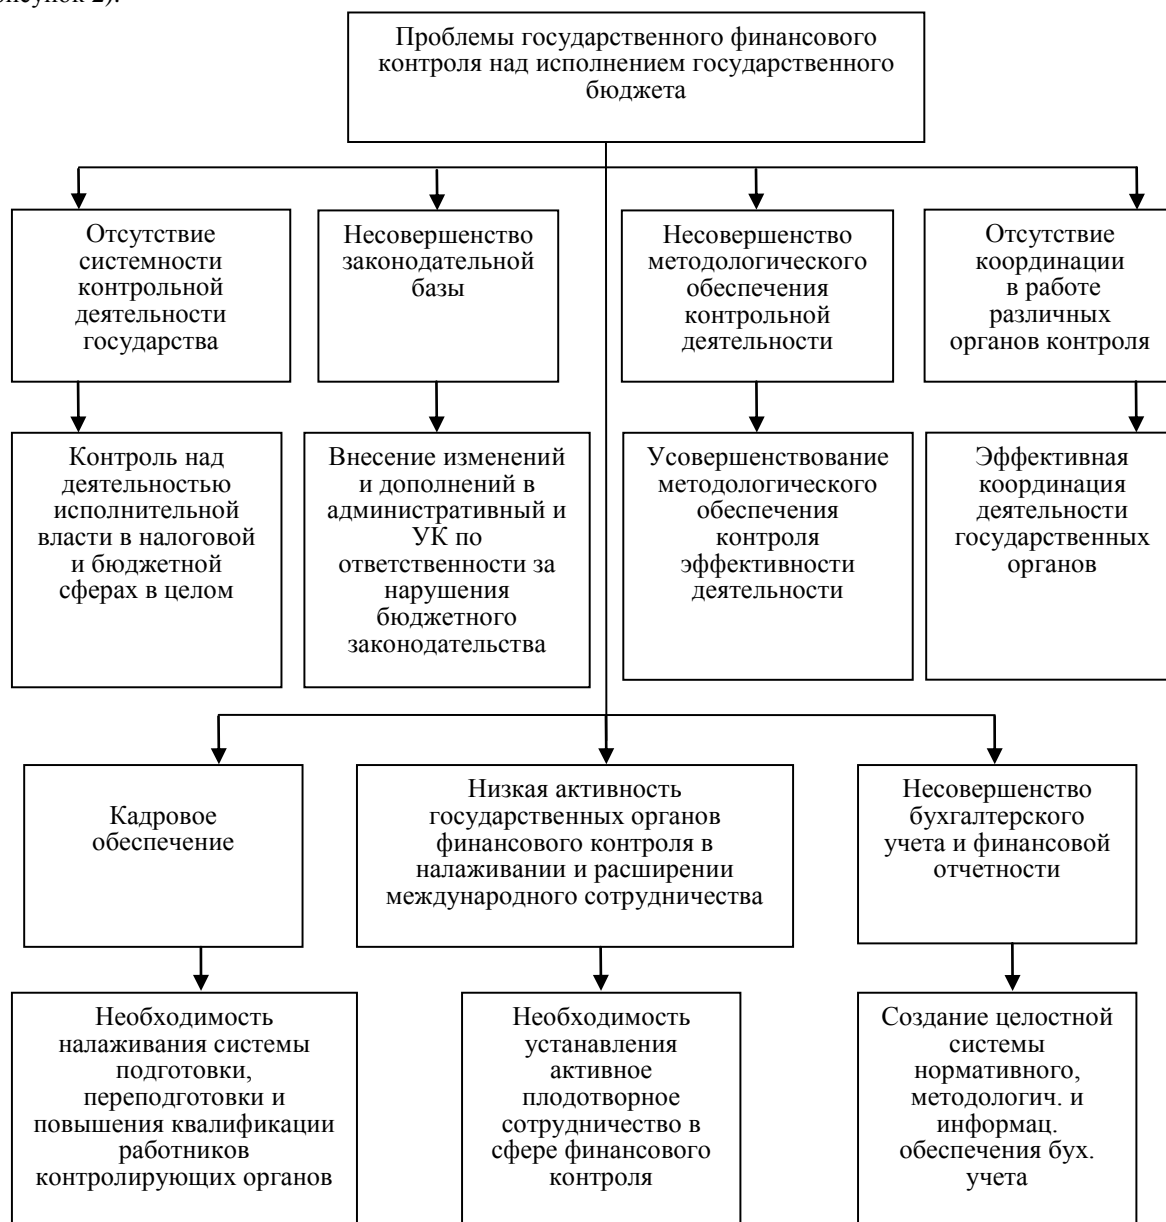 Проблемы государственного финансового
контроля над исполнением государственного
бюджета
Отсутствие
системности
контрольной
деятельности
государства
Несовершенство
законодательной
базы
Несовершенство
методологического
обеспечения
контрольной
деятельности
Отсутствие
координации
в работе
различных
органов контроля
Контроль над
деятельностью
исполнительной
власти в налоговой
и бюджетной
сферах в целом
Внесение изменений
и дополнений в
административный и
УК по
ответственности за
нарушения
бюджетного
законодательства
Усовершенствование
методологического
обеспечения
контроля
эффективности
деятельности
Эффективная
координация
деятельности
государственных
органов
Кадровое
обеспечение
Низкая активность
государственных органов
финансового контроля в
налаживании и расширении
международного сотрудничества
Несовершенство
бухгалтерского
учета и финансовой
отчетности
Необходимость
налаживания системы
подготовки,
переподготовки и
повышения квалификации
работников
контролирующих органов
Необходимость
устанавления
активное
плодотворное
сотрудничество в
сфере финансового
контроля
Создание целостной
системы
нормативного,
методологич. и
информац.
обеспечения бух.
учета